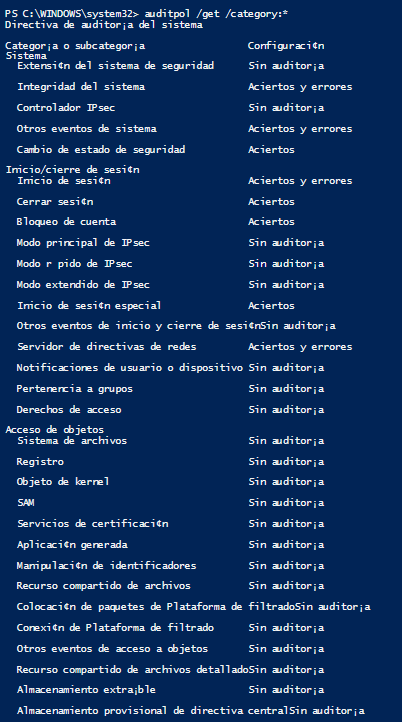 PS C:\WINDOWS\system32> auditpol /get /category:*
Directiva de auditor¡a del sistema
Categor¡a o subcategor¡a Configuraci¢n
Sistema
Extensi¢n del sistema de seguridad Sin auditor¡a
Integridad del sistema Aciertos y errores
Controlador IPsec Sin auditor¡a
Otros eventos de sistema Aciertos y errores
Cambio de estado de seguridad Aciertos
Inicio/cierre de sesi¢n
Inicio de sesi¢n Aciertos y errores
Cerrar sesi¢n Aciertos
Bloqueo de cuenta Aciertos
Modo principal de IPsec Sin auditor¡a
Modo r pido de IPsec Sin auditor¡a
Modo extendido de IPsec Sin auditor¡a
Inicio de sesi¢n especial Aciertos
Otros eventos de inicio y cierre de sesi¢nSin auditor¡a
Servidor de directivas de redes Aciertos y errores
Notificaciones de usuario o dispositivo Sin auditor¡a
Pertenencia a grupos Sin auditor¡a
Derechos de acceso Sin auditor¡a
Acceso de objetos
Sistema de archivos Sin auditor¡a
Registro Sin auditor¡a
Objeto de kernel Sin auditor¡a
SAM Sin auditor¡a
Servicios de certificaci¢n Sin auditor¡a
Aplicaci¢n generada Sin auditor¡a
Manipulaci¢n de identificadores Sin auditor¡a
Recurso compartido de archivos Sin auditor¡a
Colocaci¢n de paquetes de Plataforma de filtradoSin auditor¡a
Conexi¢n de Plataforma de filtrado Sin auditor¡a
Otros eventos de acceso a objetos Sin auditor¡a
Recurso compartido de archivos detalladoSin auditor¡a
Almacenamiento extra¡ble Sin auditor¡a
Almacenamiento provisional de directiva centralSin auditor¡a